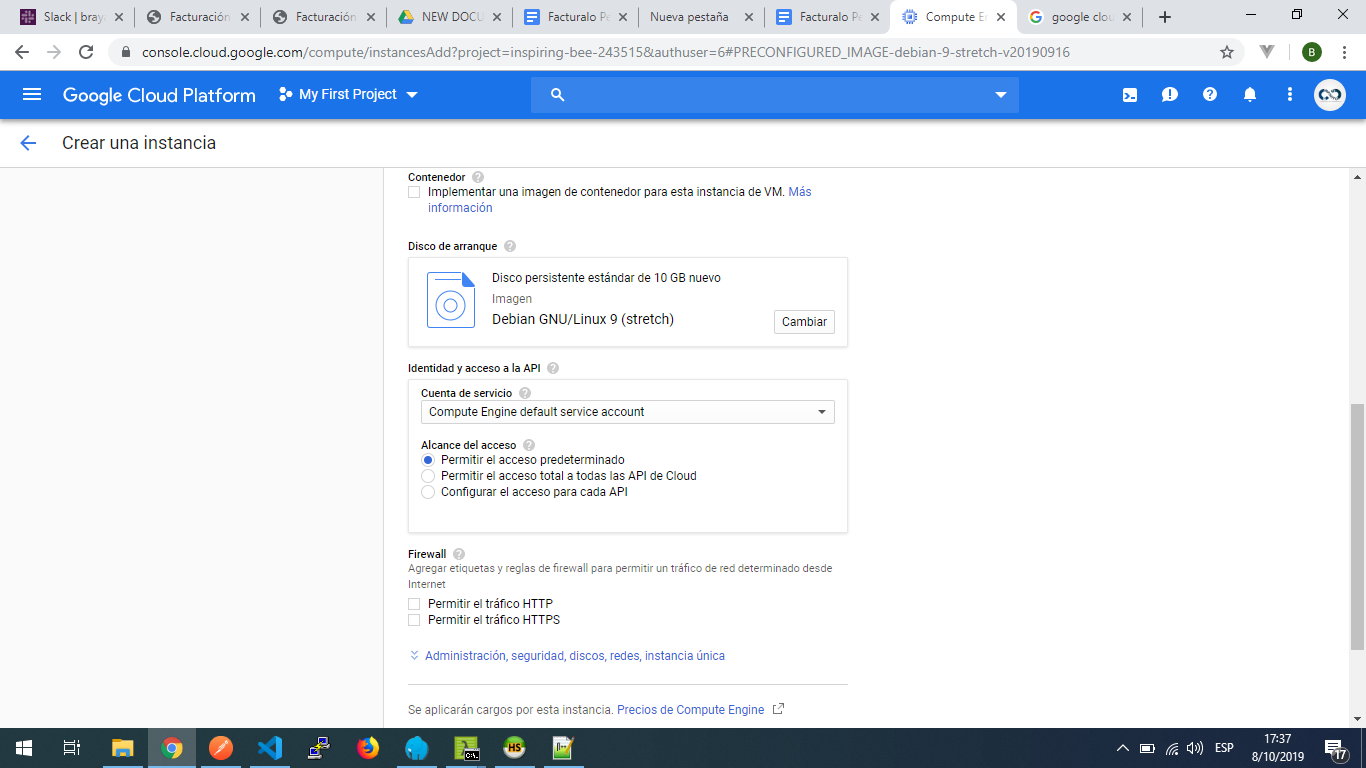 Slack | bray
Facturación
Facturación
NEW DOCU
Facturalo Pe
Nueva pestaña
Facturalo Pe
Compute En
google clou
console.cloud.google.com/compute/instancesAdd?project=inspiring-bee-243515&authuser=6#PRECONFIGURED_IMAGE-debian-9-stretch-v20190916
B
Google Cloud Platform
My First Project
Crear una instancia
Contenedor
Implementar una imagen de contenedor para esta instancia de VM. Más
información
Disco de arranque
Disco persistente estándar de 10 GB nuevo
Imagen
Debian GNU/Linux 9 (stretch)
Cambiar
Identidad y acceso a la API
Cuenta de servicio
Compute Engine default service account
Alcance del acceso
Permitir el acceso predeterminado
Permitir el acceso total a todas las API de Cloud
Configurar el acceso para cada API
Firewall
Agregar etiquetas y reglas de firewall para permitir un tráfico de red determinado desde
Internet
Permitir el tráfico HTTP
Permitir el tráfico HTTPS
Administración, seguridad, discos, redes, instancia única
Se aplicarán cargos por esta instancia. Precios de Compute Engine
HS
ESP
17:37
8/10/2019
17